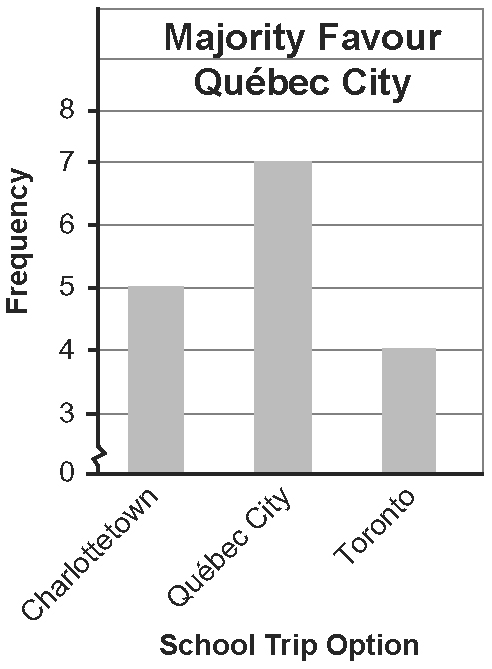 Majority Favour
Québec City
Frequency
8
7
6
5
4
3
0
Charlottetown
Québec City
Toronto
School Trip Option